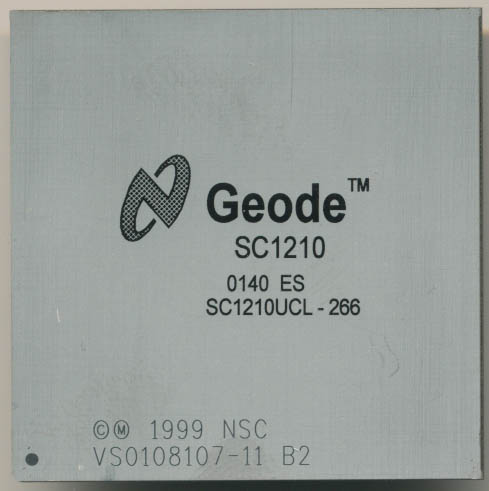 Geode™
SC1210
0140 ES
SC1210UCL-266
©Ⓜ 1999 NSC
VS0108107-11 B2